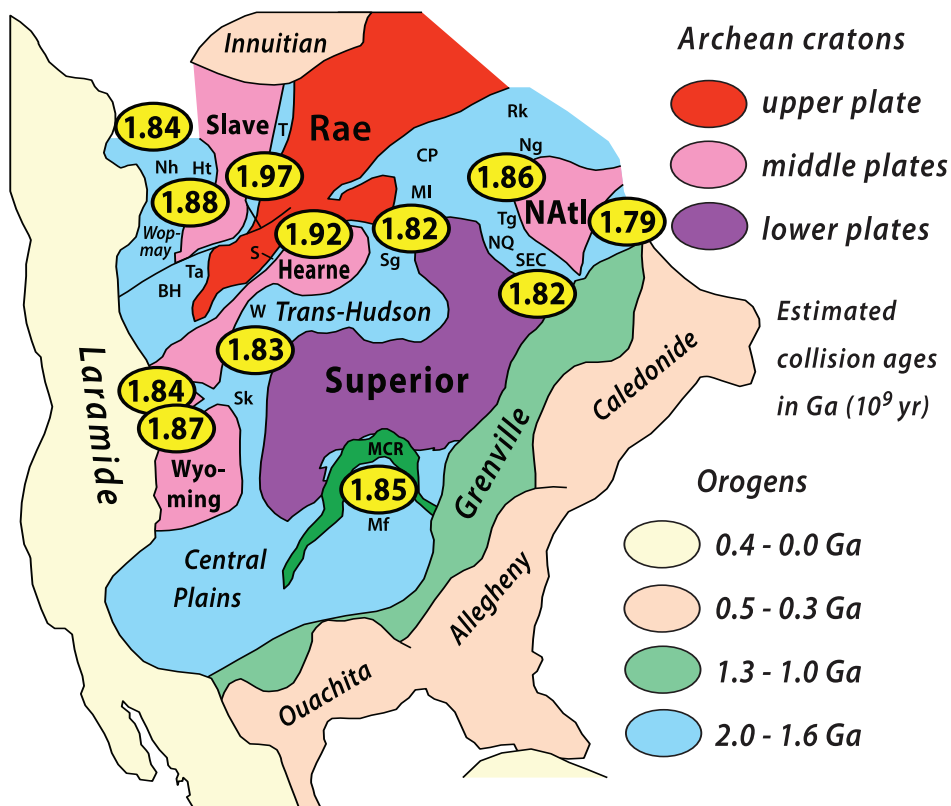 Innuitian
Archean cratons
upper plate
middle plates
lower plates
1.84
Slave
T
Rae
Rk
Nh
Ht
1.97
CP
Ng
1.86
1.88
MI
NAtl
Wop-
may
1.92
1.82
Tg
1.79
NQ
S
Ta
Hearne
Sg
SEC
BH
1.82
W
Trans-Hudson
Estimated
collision ages
in Ga (10⁹ yr)
1.83
Laramide
Superior
Caledonide
1.84
Sk
1.87
MCR
Grenville
Wyo-
ming
1.85
Mf
Orogens
0.4 - 0.0 Ga
0.5 - 0.3 Ga
1.3 - 1.0 Ga
2.0 - 1.6 Ga
Central
Plains
Allegheny
Ouachita